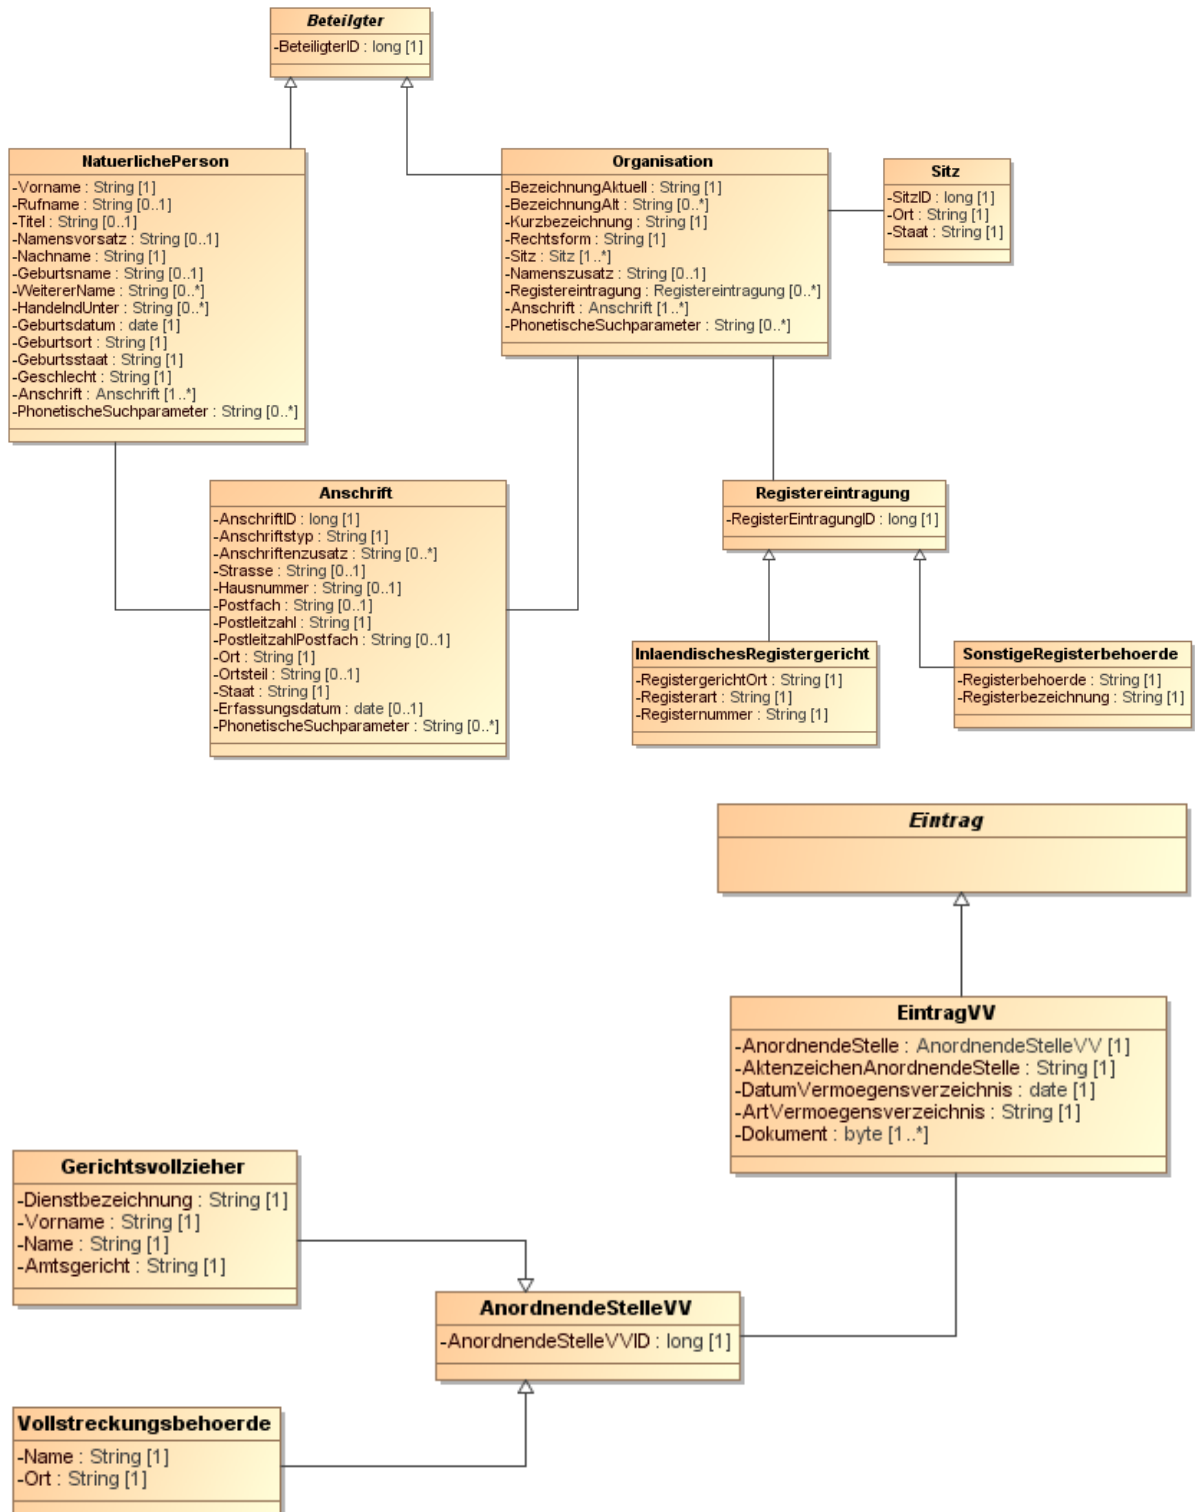 Beteilgter
-BeteiligterID : long [1]
NatuerlichePerson
-Vorname : String [1]
-Rufname : String [0..1]
-Titel : String [0..1]
-Namensvorsatz : String [0..1]
-Nachname : String [1]
-Geburtsname : String [0..1]
-WeitererName : String [0..*]
-HandelndUnter : String [0..*]
-Geburtsdatum : date [1]
-Geburtsort : String [1]
-Geburtsstaat : String [1]
-Geschlecht : String [1]
-Anschrift : Anschrift [1..*]
-PhonetischeSuchparameter : String [0..*]
Organisation
-BezeichnungAktuell : String [1]
-BezeichnungAlt : String [0..*]
-Kurzbezeichnung : String [1]
-Rechtsform : String [1]
-Sitz : Sitz [1..*]
-Namenszusatz : String [0..1]
-Registereintragung : Registereintragung [0..*]
-Anschrift : Anschrift [1..*]
-PhonetischeSuchparameter : String [0..*]
Sitz
-SitzID : long [1]
-Ort : String [1]
-Staat : String [1]
Anschrift
-AnschriftID : long [1]
-Anschriftstyp : String [1]
-Anschriftenzusatz : String [0..*]
-Strasse : String [0..1]
-Hausnummer : String [0..1]
-Postfach : String [0..1]
-Postleitzahl : String [1]
-PostleitzahlPostfach : String [0..1]
-Ort : String [1]
-Ortsteil : String [0..1]
-Staat : String [1]
-Erfassungsdatum : date [0..1]
-PhonetischeSuchparameter : String [0..*]
Registereintragung
-RegisterEintragungID : long [1]
InlaendischesRegistergericht
-RegistergerichtOrt : String [1]
-Registerart : String [1]
-Registernummer : String [1]
SonstigeRegisterbehoerde
-Registerbehoerde : String [1]
-Registerbezeichnung : String [1]
Eintrag
EintragVV
-AnordnendeStelle : AnordnendeStelleVV [1]
-AktenzeichenAnordnendeStelle : String [1]
-DatumVermoegensverzeichnis : date [1]
-ArtVermoegensverzeichnis : String [1]
-Dokument : byte [1..*]
Gerichtsvollzieher
-Dienstbezeichnung : String [1]
-Vorname : String [1]
-Name : String [1]
-Amtsgericht : String [1]
AnordnendeStelleVV
-AnordnendeStelleVVID : long [1]
Vollstreckungsbehoerde
-Name : String [1]
-Ort : String [1]